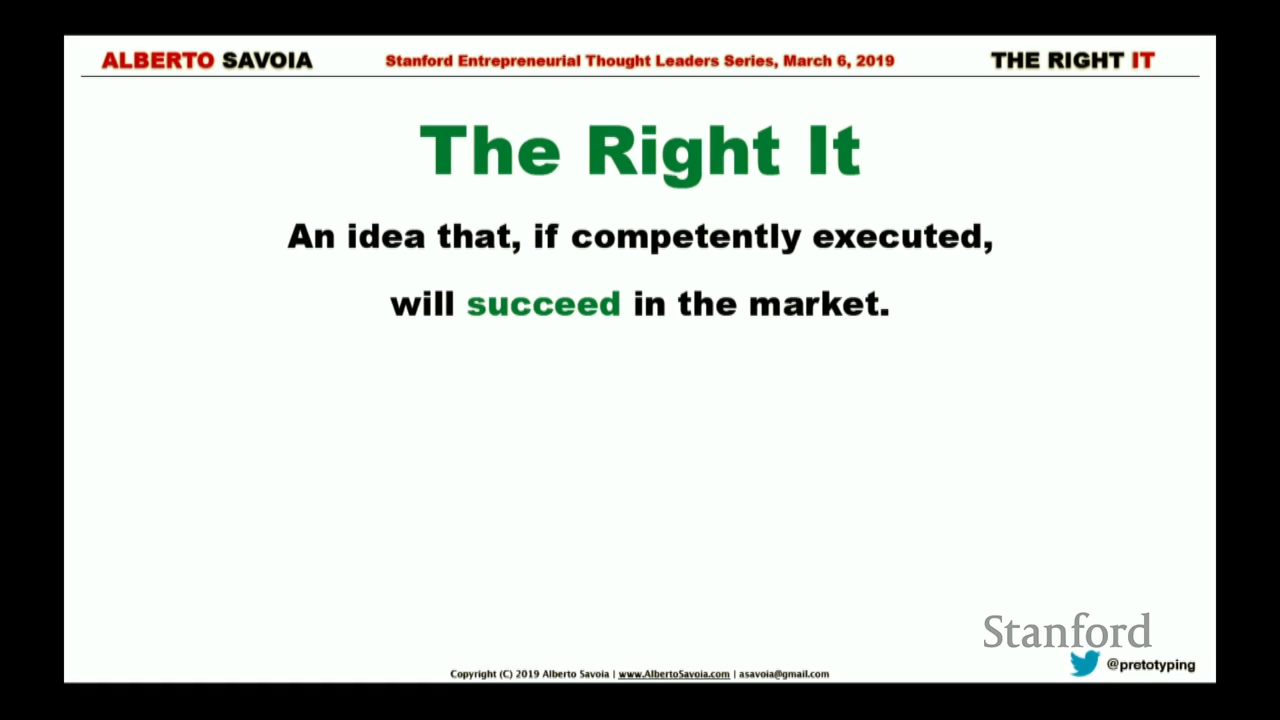 ALBERTO SAVOIA
Stanford Entrepreneurial Thought Leaders Series, March 6, 2019
THE RIGHT IT
The Right It
An idea that, if competently executed,
will succeed in the market.
Stanford
@pretotyping
Copyright (C) 2019 Alberto Savoia | www.AlbertoSavoia.com | asavoia@gmail.com